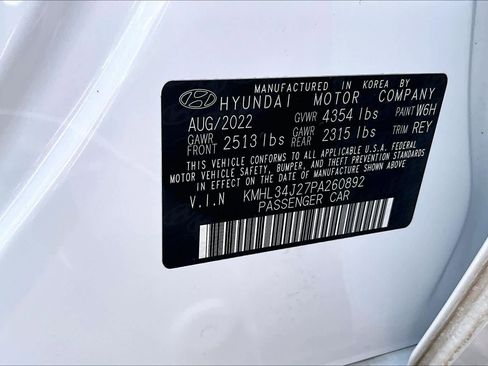 MANUFACTURED IN KOREA BY
HYUNDAI MOTOR COMPANY
AUG/2022 GVWR 4354 lbs PAINT W6H
GAWR FRONT 2513 lbs GAWR REAR 2315 lbs TRIM REY
THIS VEHICLE CONFORMS TO ALL APPLICABLE U.S.A. FEDERAL
MOTOR VEHICLE SAFETY, BUMPER, AND THEFT PREVENTION STANDARDS
IN EFFECT ON THE DATE OF MANUFACTURE SHOWN ABOVE.
V.I.N KMHL34J27PA260892
PASSENGER CAR